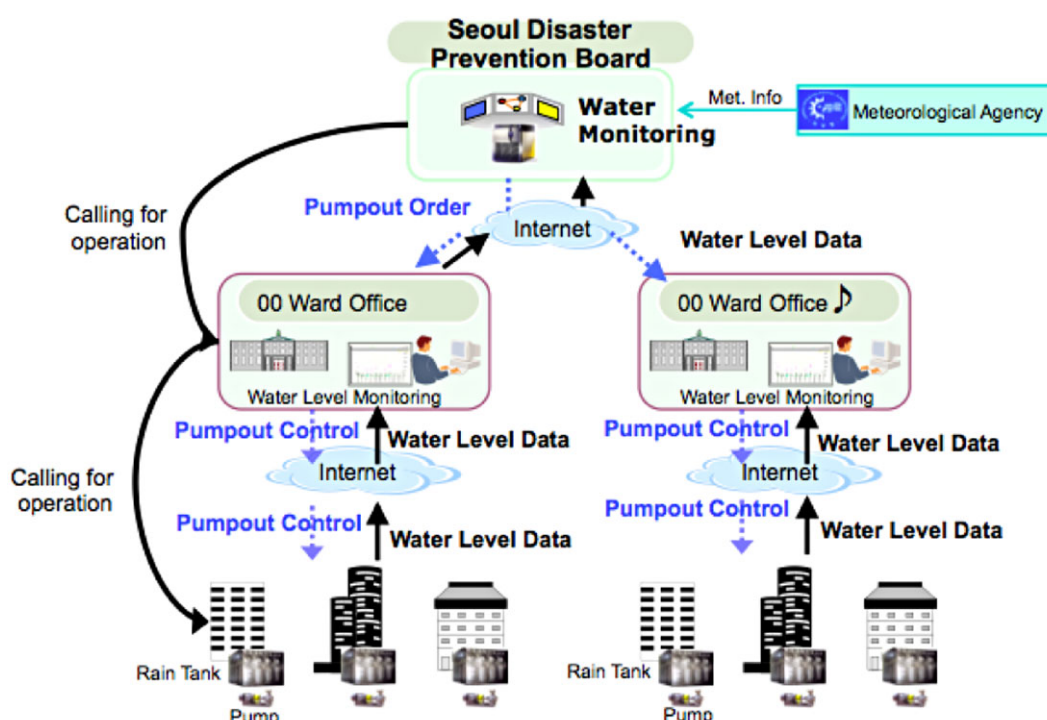 Seoul Disaster
Prevention Board
Water
Monitoring
Met. Info
Meteorological Agency
Calling for
operation
Pumpout Order
Internet
Water Level Data
00 Ward Office
Water Level Monitoring
00 Ward Office ♪
Water Level Monitoring
Pumpout Control
Water Level Data
Internet
Pumpout Control
Water Level Data
Pumpout Control
Water Level Data
Internet
Pumpout Control
Water Level Data
Calling for
operation
Rain Tank
Pump
Rain Tank
Pump